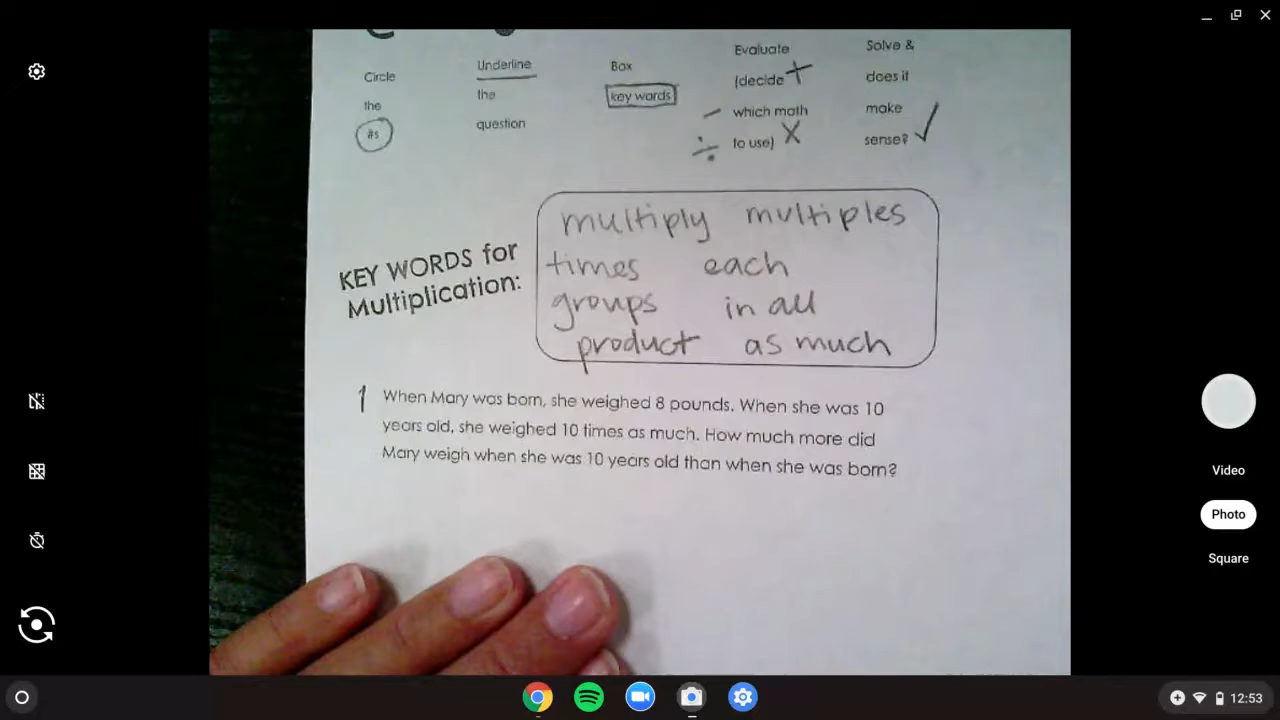 Circle
the
#s
Underline
the
question
Box
key words
Evaluate
(decide +
– which math
÷ to use) X
Solve &
does it
make
sense? ✓
KEY WORDS for
Multiplication:
multiply multiples
times each
groups in all
product as much
1 When Mary was born, she weighed 8 pounds. When she was 10
years old, she weighed 10 times as much. How much more did
Mary weigh when she was 10 years old than when she was born?
Video
Photo
Square
12:53